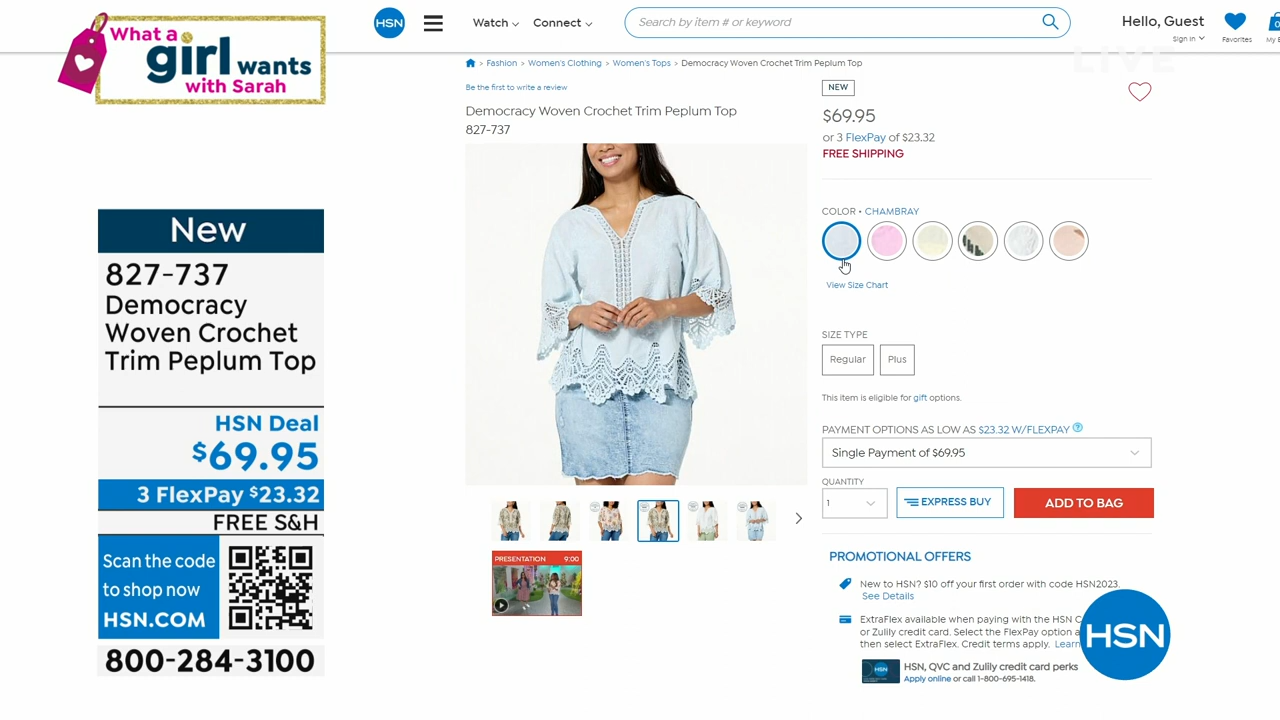 What a
girl wants
with Sarah
HSN
Watch
Connect
Search by item # or keyword
Hello, Guest
Sign In
Favorites
My B
LIVE
> Fashion > Women's Clothing > Women's Tops > Democracy Woven Crochet Trim Peplum Top
Be the first to write a review
Democracy Woven Crochet Trim Peplum Top
827-737
NEW
$69.95
or 3 FlexPay of $23.32
FREE SHIPPING
COLOR • CHAMBRAY
View Size Chart
SIZE TYPE
Regular
Plus
This item is eligible for gift options.
PAYMENT OPTIONS AS LOW AS $23.32 W/FLEXPAY ?
Single Payment of $69.95
QUANTITY
1
EXPRESS BUY
ADD TO BAG
PRESENTATION 9:00
PROMOTIONAL OFFERS
New to HSN? $10 off your first order with code HSN2023.
See Details
ExtraFlex available when paying with the HSN C
or Zulily credit card. Select the FlexPay option a
then select ExtraFlex. Credit terms apply. Learn
HSN, QVC and Zulily credit card perks
Apply online or call 1-800-695-1418.
HSN
New
827-737
Democracy
Woven Crochet
Trim Peplum Top
HSN Deal
$69.95
3 FlexPay $23.32
FREE S&H
Scan the code
to shop now
HSN.COM
800-284-3100